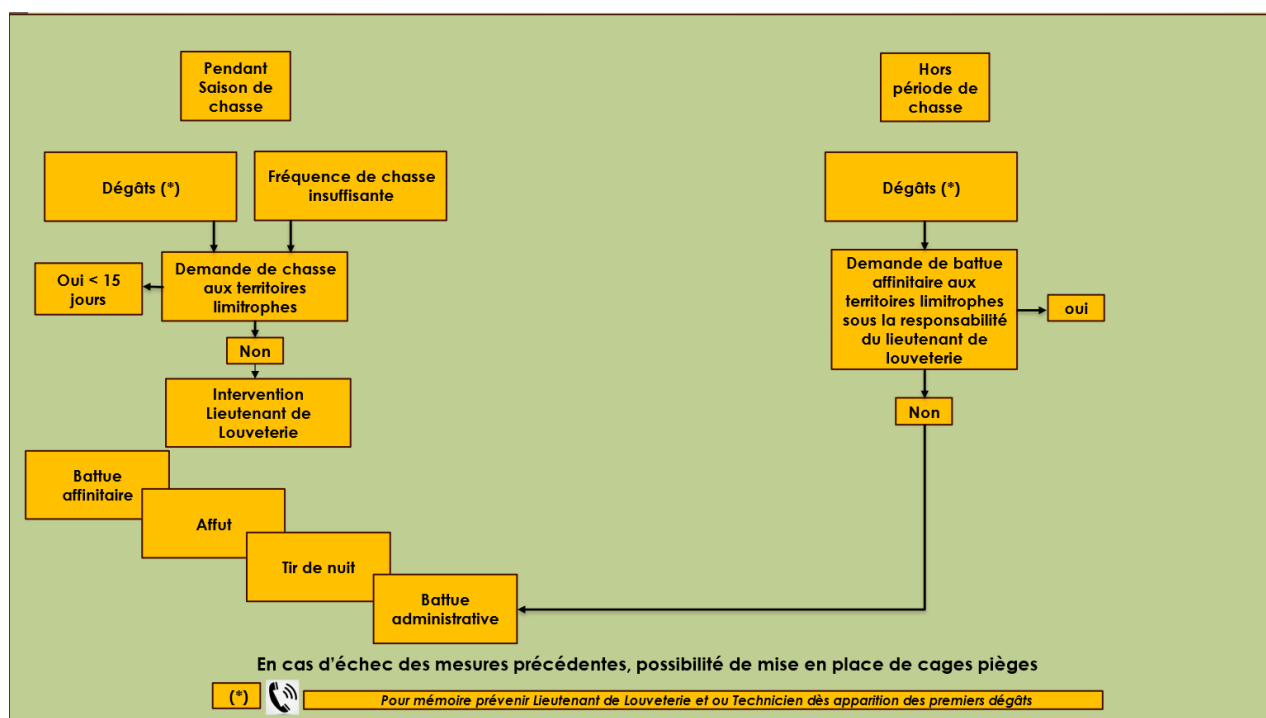 Pendant
Saison de
chasse
Hors
période de
chasse
Dégâts (*)
Fréquence de chasse
insuffisante
Dégâts (*)
Oui < 15
jours
Demande de chasse
aux territoires
limitrophes
Demande de battue
affinitaire aux
territoires limitrophes
sous la responsabilité
du lieutenant de
louveterie
oui
Non
Intervention
Lieutenant de
Louveterie
Non
Battue
affinitaire
Affut
Tir de nuit
Battue
administrative
En cas d'échec des mesures précédentes, possibilité de mise en place de cages pièges
(*)
Pour mémoire prévenir Lieutenant de Louveterie et ou Technicien dès apparition des premiers dégâts